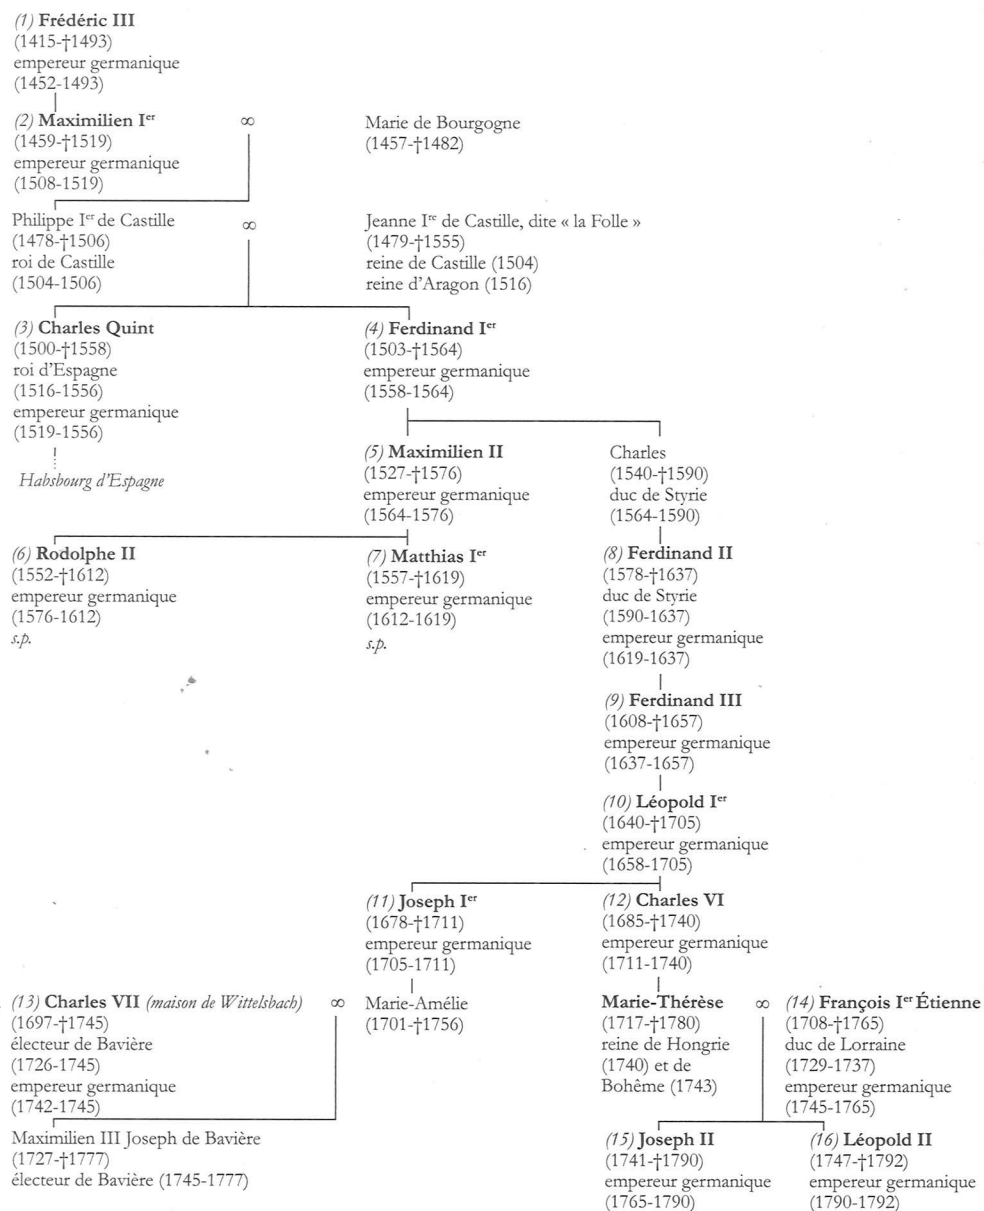 (1) Frédéric III
(1415-†1493)
empereur germanique
(1452-1493)
(2) Maximilien Ier
(1459-†1519)
empereur germanique
(1508-1519)
∞
Marie de Bourgogne
(1457-†1482)
Philippe Ier de Castille
(1478-†1506)
roi de Castille
(1504-1506)
∞
Jeanne Ire de Castille, dite « la Folle »
(1479-†1555)
reine de Castille (1504)
reine d'Aragon (1516)
(3) Charles Quint
(1500-†1558)
roi d'Espagne
(1516-1556)
empereur germanique
(1519-1556)
Habsbourg d'Espagne
(4) Ferdinand Ier
(1503-†1564)
empereur germanique
(1558-1564)
(5) Maximilien II
(1527-†1576)
empereur germanique
(1564-1576)
Charles
(1540-†1590)
duc de Styrie
(1564-1590)
(6) Rodolphe II
(1552-†1612)
empereur germanique
(1576-1612)
s.p.
(7) Matthias Ier
(1557-†1619)
empereur germanique
(1612-1619)
s.p.
(8) Ferdinand II
(1578-†1637)
duc de Styrie
(1590-1637)
empereur germanique
(1619-1637)
(9) Ferdinand III
(1608-†1657)
empereur germanique
(1637-1657)
(10) Léopold Ier
(1640-†1705)
empereur germanique
(1658-1705)
(11) Joseph Ier
(1678-†1711)
empereur germanique
(1705-1711)
(12) Charles VI
(1685-†1740)
empereur germanique
(1711-1740)
(13) Charles VII (maison de Wittelsbach)
(1697-†1745)
électeur de Bavière
(1726-1745)
empereur germanique
(1742-1745)
∞
Marie-Amélie
(1701-†1756)
Marie-Thérèse
(1717-†1780)
reine de Hongrie
(1740) et de
Bohême (1743)
∞
(14) François Ier Étienne
(1708-†1765)
duc de Lorraine
(1729-1737)
empereur germanique
(1745-1765)
Maximilien III Joseph de Bavière
(1727-†1777)
électeur de Bavière (1745-1777)
(15) Joseph II
(1741-†1790)
empereur germanique
(1765-1790)
(16) Léopold II
(1747-†1792)
empereur germanique
(1790-1792)